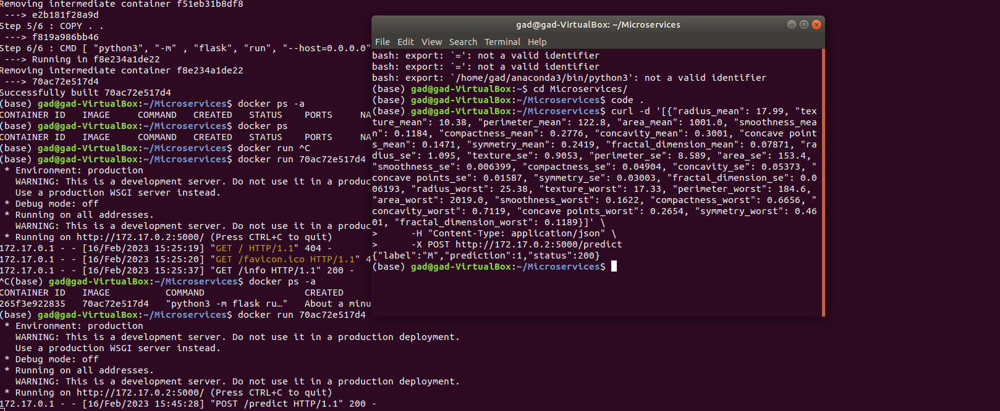 Removing intermediate container f51eb31b8df8
 ---> e2b181f28a9d
Step 5/6 : COPY . .
 ---> f819a986bb46
Step 6/6 : CMD [ "python3", "-m" , "flask", "run", "--host=0.0.0.0"
 ---> Running in f8e234a1de22
Removing intermediate container f8e234a1de22
 ---> 70ac72e517d4
Successfully built 70ac72e517d4
(base) gad@gad-VirtualBox:~/Microservices$ docker ps -a
CONTAINER ID   IMAGE     COMMAND   CREATED   STATUS    PORTS     NA
(base) gad@gad-VirtualBox:~/Microservices$ docker ps
CONTAINER ID   IMAGE     COMMAND   CREATED   STATUS    PORTS     NA
(base) gad@gad-VirtualBox:~/Microservices$ docker run ^C
(base) gad@gad-VirtualBox:~/Microservices$ docker run 70ac72e517d4
 * Environment: production
   WARNING: This is a development server. Do not use it in a produc
   Use a production WSGI server instead.
 * Debug mode: off
 * Running on all addresses.
   WARNING: This is a development server. Do not use it in a produc
 * Running on http://172.17.0.2:5000/ (Press CTRL+C to quit)
172.17.0.1 - - [16/Feb/2023 15:25:19] "GET / HTTP/1.1" 404 -
172.17.0.1 - - [16/Feb/2023 15:25:20] "GET /favicon.ico HTTP/1.1" 4
172.17.0.1 - - [16/Feb/2023 15:25:37] "GET /info HTTP/1.1" 200 -
^C(base) gad@gad-VirtualBox:~/Microservices$ docker ps -a
CONTAINER ID   IMAGE          COMMAND                  CREATED
265f3e922835   70ac72e517d4   "python3 -m flask ru…"   About a minu
(base) gad@gad-VirtualBox:~/Microservices$ docker run 70ac72e517d4
 * Environment: production
   WARNING: This is a development server. Do not use it in a production deployment.
   Use a production WSGI server instead.
 * Debug mode: off
 * Running on all addresses.
   WARNING: This is a development server. Do not use it in a production deployment.
 * Running on http://172.17.0.2:5000/ (Press CTRL+C to quit)
172.17.0.1 - - [16/Feb/2023 15:45:28] "POST /predict HTTP/1.1" 200 -
gad@gad-VirtualBox: ~/Microservices
File Edit View Search Terminal Help
bash: export: `=': not a valid identifier
bash: export: `=': not a valid identifier
bash: export: `/home/gad/anaconda3/bin/python3': not a valid identifier
(base) gad@gad-VirtualBox:~$ cd Microservices/
(base) gad@gad-VirtualBox:~/Microservices$ code .
(base) gad@gad-VirtualBox:~/Microservices$ curl -d '[{"radius_mean": 17.99, "tex
ture_mean": 10.38, "perimeter_mean": 122.8, "area_mean": 1001.0, "smoothness_mea
n": 0.1184, "compactness_mean": 0.2776, "concavity_mean": 0.3001, "concave point
s_mean": 0.1471, "symmetry_mean": 0.2419, "fractal_dimension_mean": 0.07871, "ra
dius_se": 1.095, "texture_se": 0.9053, "perimeter_se": 8.589, "area_se": 153.4,
"smoothness_se": 0.006399, "compactness_se": 0.04904, "concavity_se": 0.05373, "
concave points_se": 0.01587, "symmetry_se": 0.03003, "fractal_dimension_se": 0.0
06193, "radius_worst": 25.38, "texture_worst": 17.33, "perimeter_worst": 184.6,
"area_worst": 2019.0, "smoothness_worst": 0.1622, "compactness_worst": 0.6656, "
concavity_worst": 0.7119, "concave points_worst": 0.2654, "symmetry_worst": 0.46
01, "fractal_dimension_worst": 0.1189}]' \
>      -H "Content-Type: application/json" \
>      -X POST http://172.17.0.2:5000/predict
{"label":"M","prediction":1,"status":200}
(base) gad@gad-VirtualBox:~/Microservices$